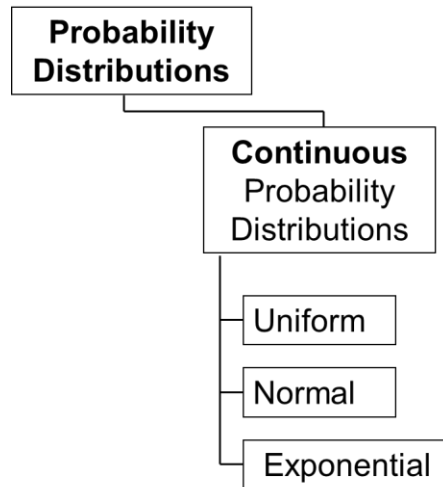 Probability
Distributions
Continuous
Probability
Distributions
Uniform
Normal
Exponential